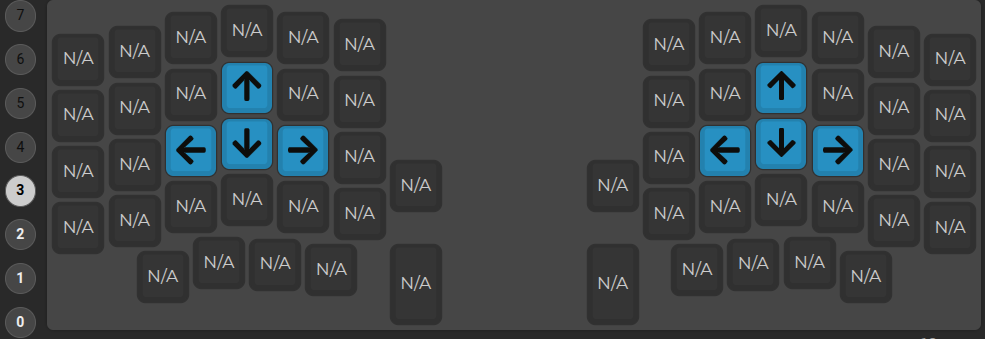 7 N/A N/A N/A N/A N/A N/A N/A N/A N/A N/A N/A N/A
6
5 N/A N/A N/A ↑ N/A N/A N/A N/A ↑ N/A N/A N/A
4 N/A N/A ← ↓ → N/A N/A ← ↓ → N/A N/A
3 N/A N/A
2 N/A N/A N/A N/A N/A N/A N/A N/A N/A N/A N/A N/A
1 N/A N/A N/A N/A N/A N/A N/A N/A N/A N/A
0